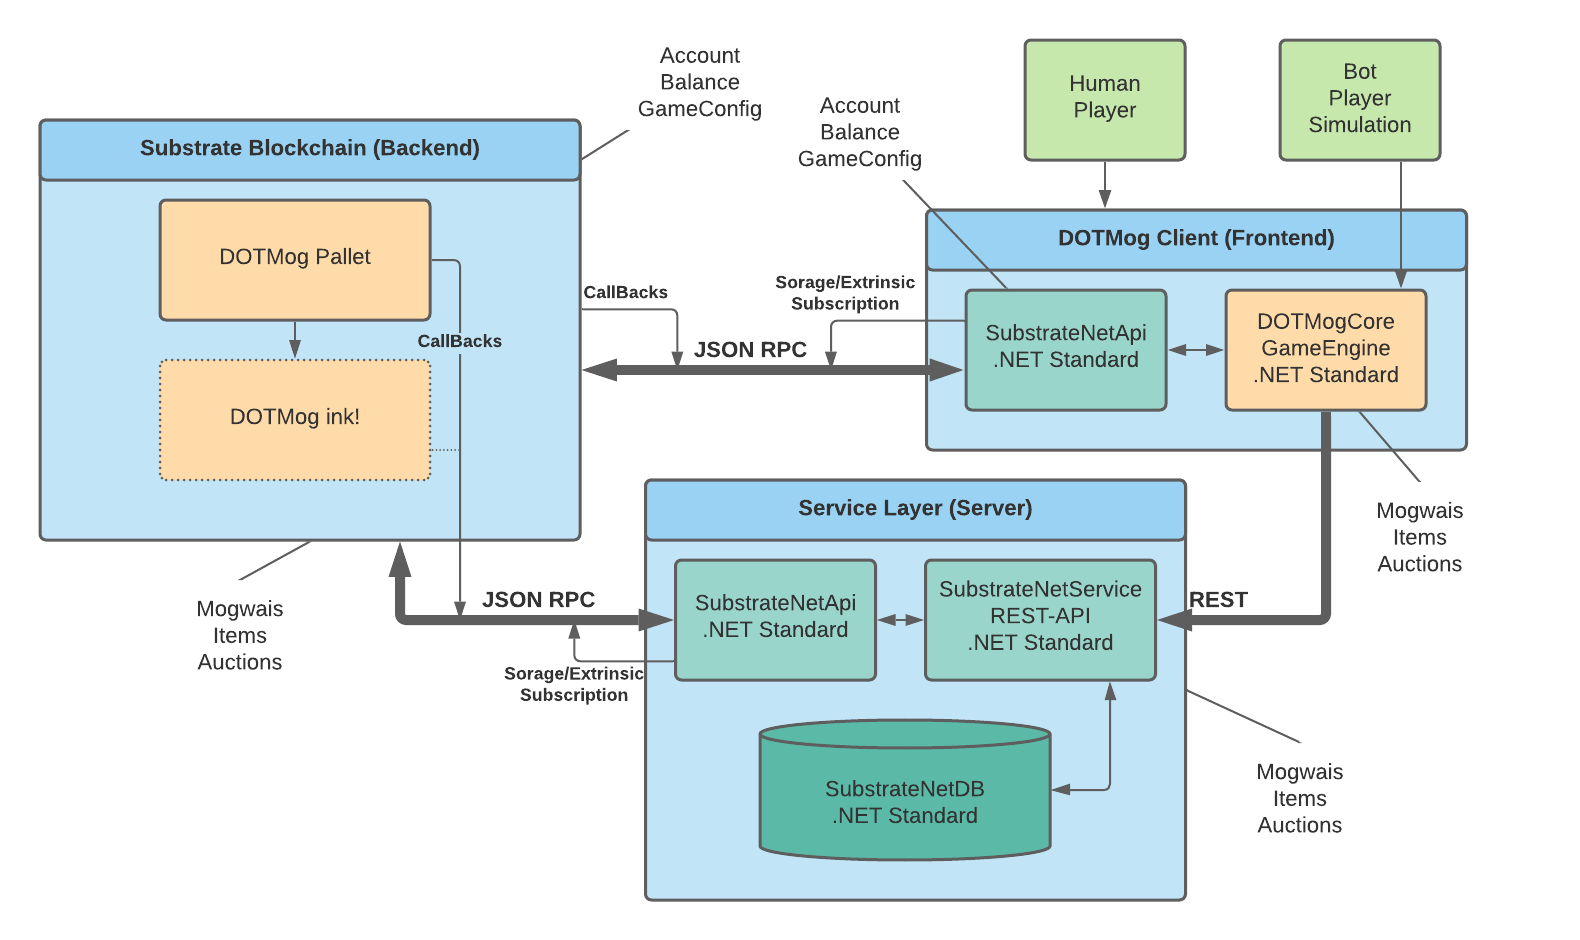 Account
Balance
GameConfig
Account
Balance
GameConfig
Human
Player
Bot
Player
Simulation
Substrate Blockchain (Backend)
DOTMog Pallet
CallBacks
DOTMog ink!
CallBacks
JSON RPC
Sorage/Extrinsic
Subscription
DOTMog Client (Frontend)
SubstrateNetApi
.NET Standard
DOTMogCore
GameEngine
.NET Standard
Mogwais
Items
Auctions
Mogwais
Items
Auctions
JSON RPC
Sorage/Extrinsic
Subscription
Service Layer (Server)
SubstrateNetApi
.NET Standard
SubstrateNetService
REST-API
.NET Standard
REST
SubstrateNetDB
.NET Standard
Mogwais
Items
Auctions